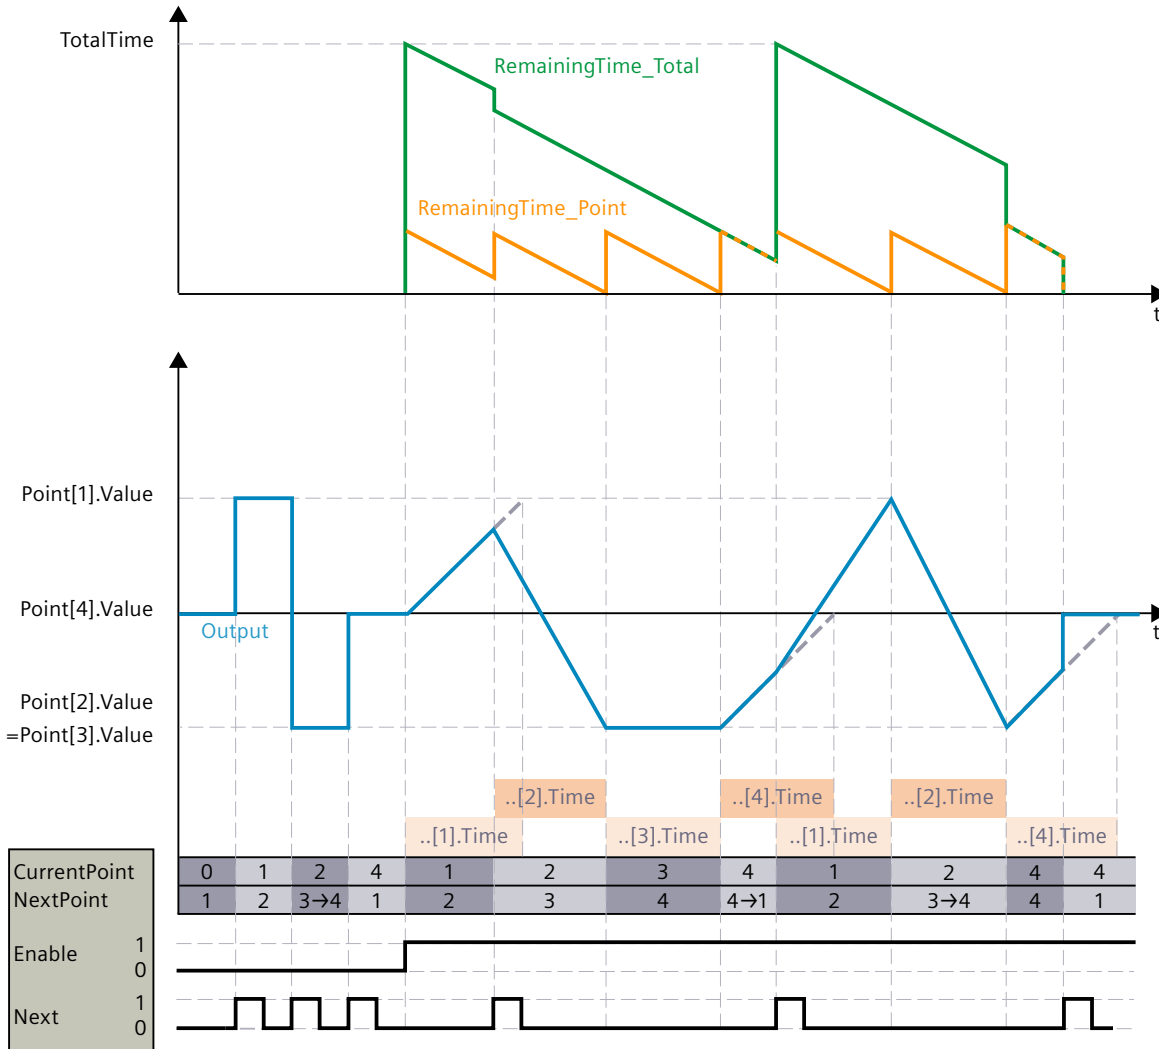 TotalTime
RemainingTime_Total
RemainingTime_Point
t
Point[1].Value
Point[4].Value
Output
t
Point[2].Value
=Point[3].Value
..[2].Time ..[4].Time ..[2].Time
..[1].Time ..[3].Time ..[1].Time ..[4].Time
CurrentPoint 0 1 2 4 1 2 3 4 1 2 4 4
NextPoint 1 2 3→4 1 2 3 4 4→1 2 3→4 4 1
1
Enable
0
1
Next
0